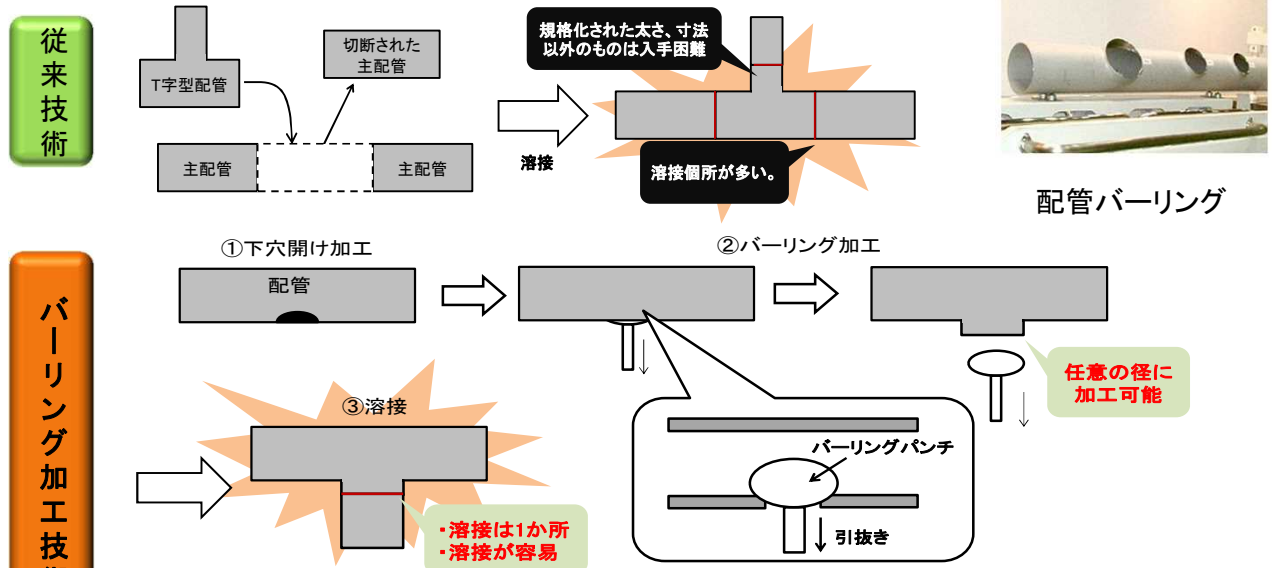 従来技術
T字型配管
切断された
主配管
主配管
主配管
溶接
規格化された太さ、寸法
以外のものは入手困難
溶接個所が多い。
配管バーリング
バーリング加工技
①下穴開け加工
配管
②バーリング加工
任意の径に
加工可能
バーリングパンチ
引抜き
③溶接
・溶接は1か所
・溶接が容易